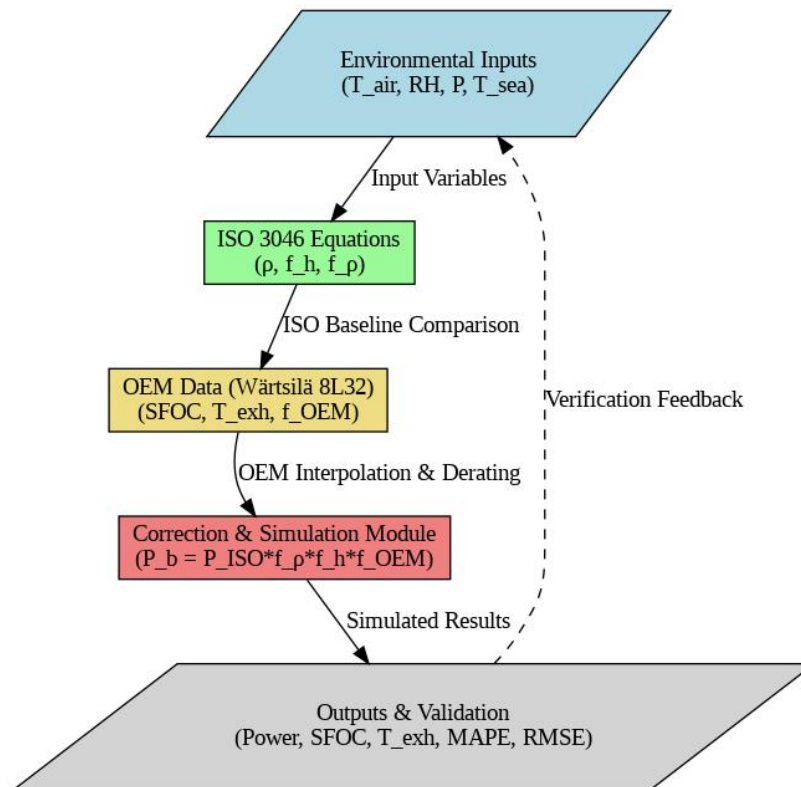 Environmental Inputs
(T_air, RH, P, T_sea)
Input Variables
ISO 3046 Equations
(ρ, f_h, f_ρ)
ISO Baseline Comparison
OEM Data (Wärtsilä 8L32)
(SFOC, T_exh, f_OEM)
Verification Feedback
OEM Interpolation & Derating
Correction & Simulation Module
(P_b = P_ISO*f_ρ*f_h*f_OEM)
Simulated Results
Outputs & Validation
(Power, SFOC, T_exh, MAPE, RMSE)